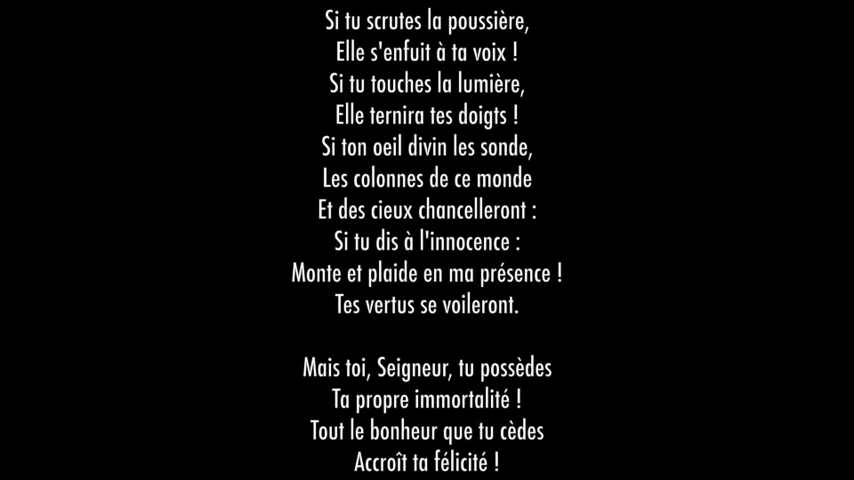 Si tu scrutes la poussière,
Elle s'enfuit à ta voix !
Si tu touches la lumière,
Elle ternira tes doigts !
Si ton oeil divin les sonde,
Les colonnes de ce monde
Et des cieux chancelleront :
Si tu dis à l'innocence :
Monte et plaide en ma présence !
Tes vertus se voileront.
Mais toi, Seigneur, tu possèdes
Ta propre immortalité !
Tout le bonheur que tu cèdes
Accroît ta félicité !